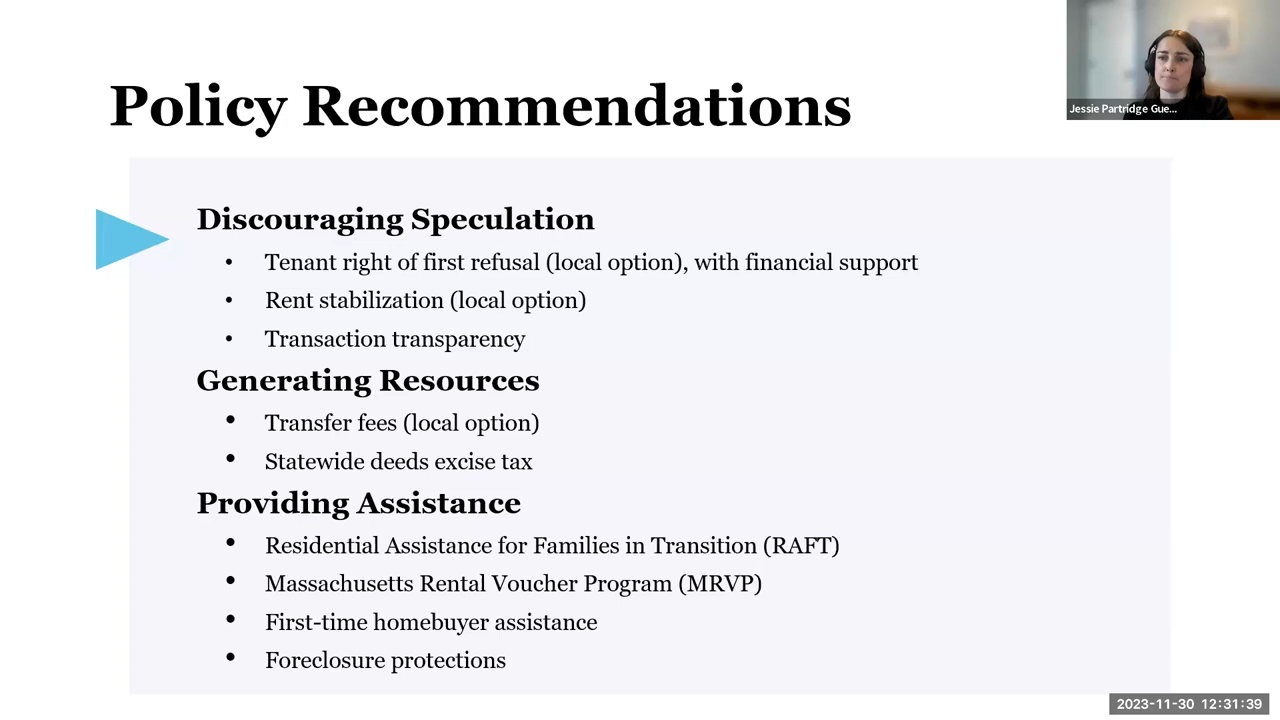 Policy Recommendations
Jessie Partridge Gue...
Discouraging Speculation
• Tenant right of first refusal (local option), with financial support
• Rent stabilization (local option)
• Transaction transparency
Generating Resources
• Transfer fees (local option)
• Statewide deeds excise tax
Providing Assistance
• Residential Assistance for Families in Transition (RAFT)
• Massachusetts Rental Voucher Program (MRVP)
• First-time homebuyer assistance
• Foreclosure protections
2023-11-30 12:31:39